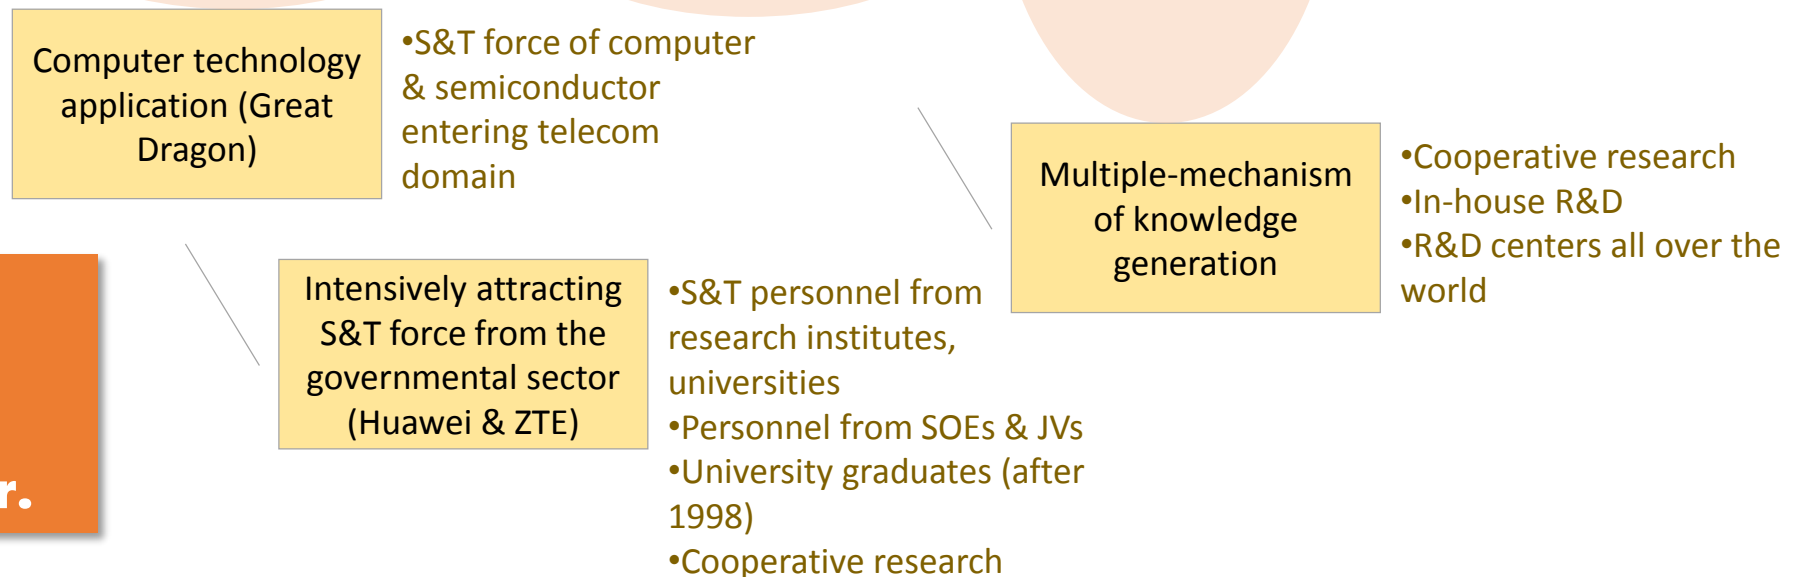 Computer technology
application (Great
Dragon)
•S&T force of computer
& semiconductor
entering telecom
domain
Intensively attracting
S&T force from the
governmental sector
(Huawei & ZTE)
•S&T personnel from
research institutes,
universities
•Personnel from SOEs & JVs
•University graduates (after
1998)
•Cooperative research
Multiple-mechanism
of knowledge
generation
•Cooperative research
•In-house R&D
•R&D centers all over the
world
r.